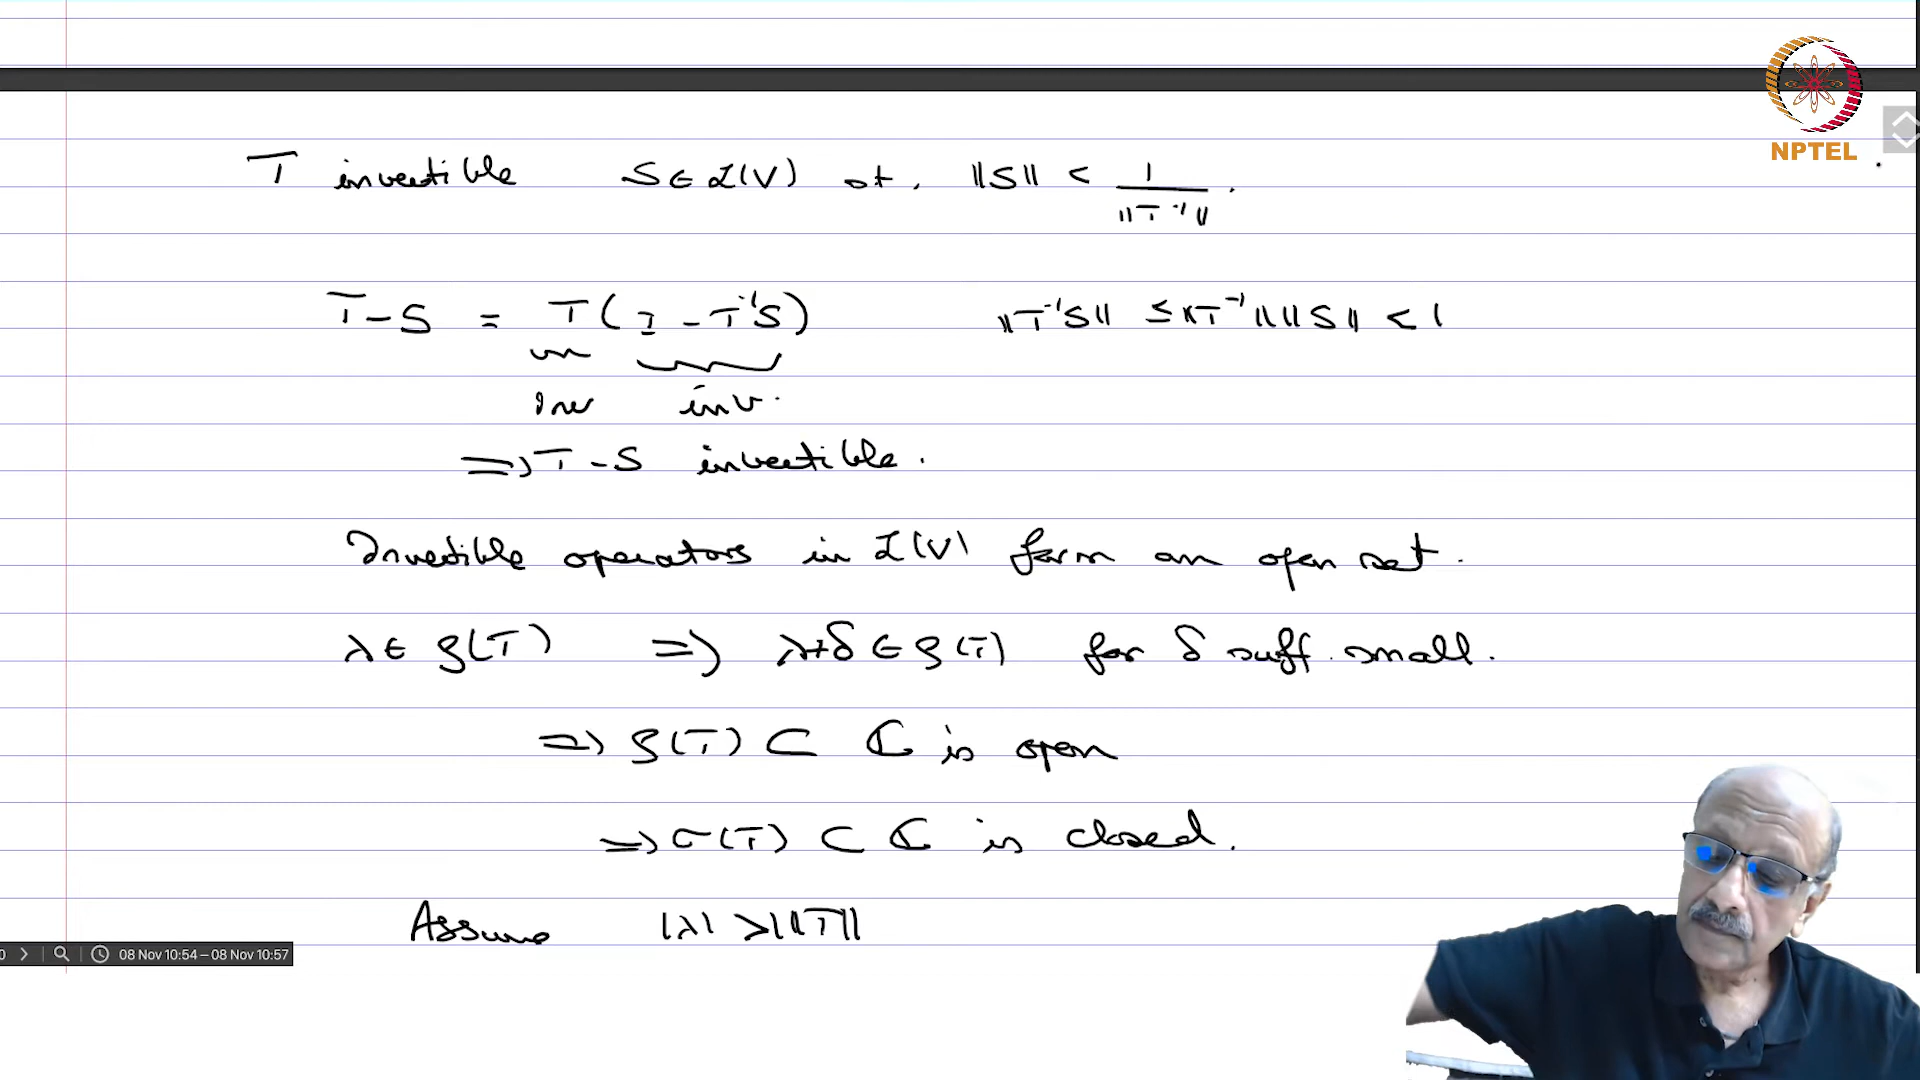 NPTEL
T invertible S ∈ L(V) s.t. ||S|| < 1/||T⁻¹||.
T - S = T(I - T⁻¹S) ||T⁻¹S|| ≤ ||T⁻¹|| ||S|| < 1
Inv inv.
⇒ T - S invertible.
Invertible operators in L(V) form an open set.
λ ∈ ρ(T) ⇒ λ+δ ∈ ρ(T) for δ suff. small.
⇒ ρ(T) ⊂ ℂ is open
⇒ σ(T) ⊂ ℂ is closed.
Assume |λ| > ||T||
08 Nov 10:54 – 08 Nov 10:57